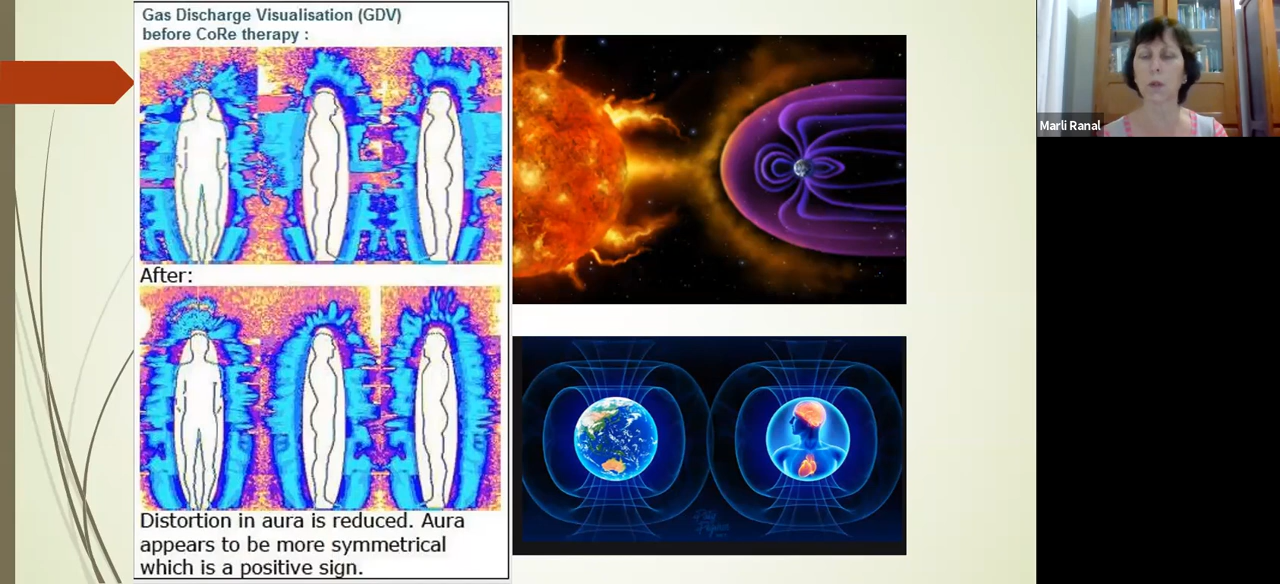 Gas Discharge Visualisation (GDV)
before CoRe therapy :
After:
Distortion in aura is reduced. Aura
appears to be more symmetrical
which is a positive sign.
Marli Ranal